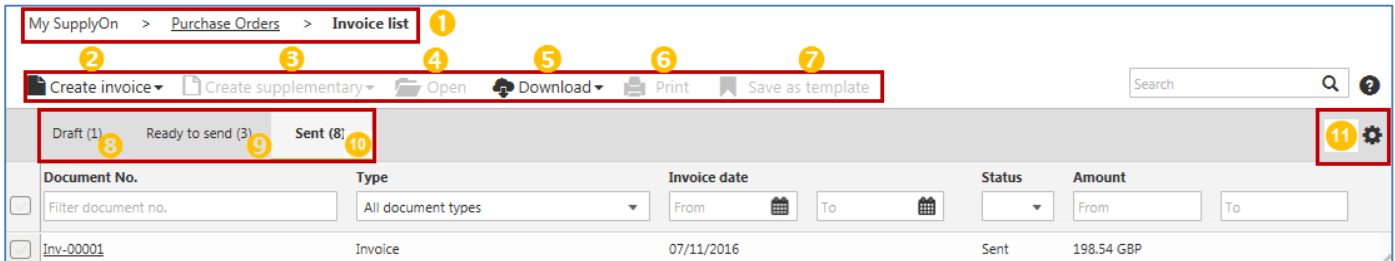 My SupplyOn > Purchase Orders > Invoice list 1
2 3 4 5 6 7
Create invoice Create supplementary Open Download Print Save as template Search ?
Draft (1) 8 Ready to send (3) 9 Sent (8) 10 11
Document No. Type Invoice date Status Amount
Filter document no. All document types From To From To
Inv-00001 Invoice 07/11/2016 Sent 198.54 GBP